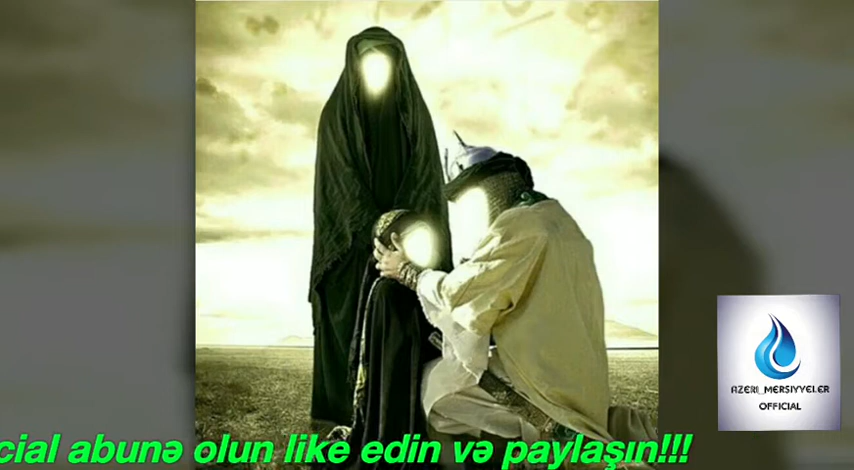 AZERI_MERSIYYELER
OFFICIAL
cial abunə olun like edin və paylaşın!!!